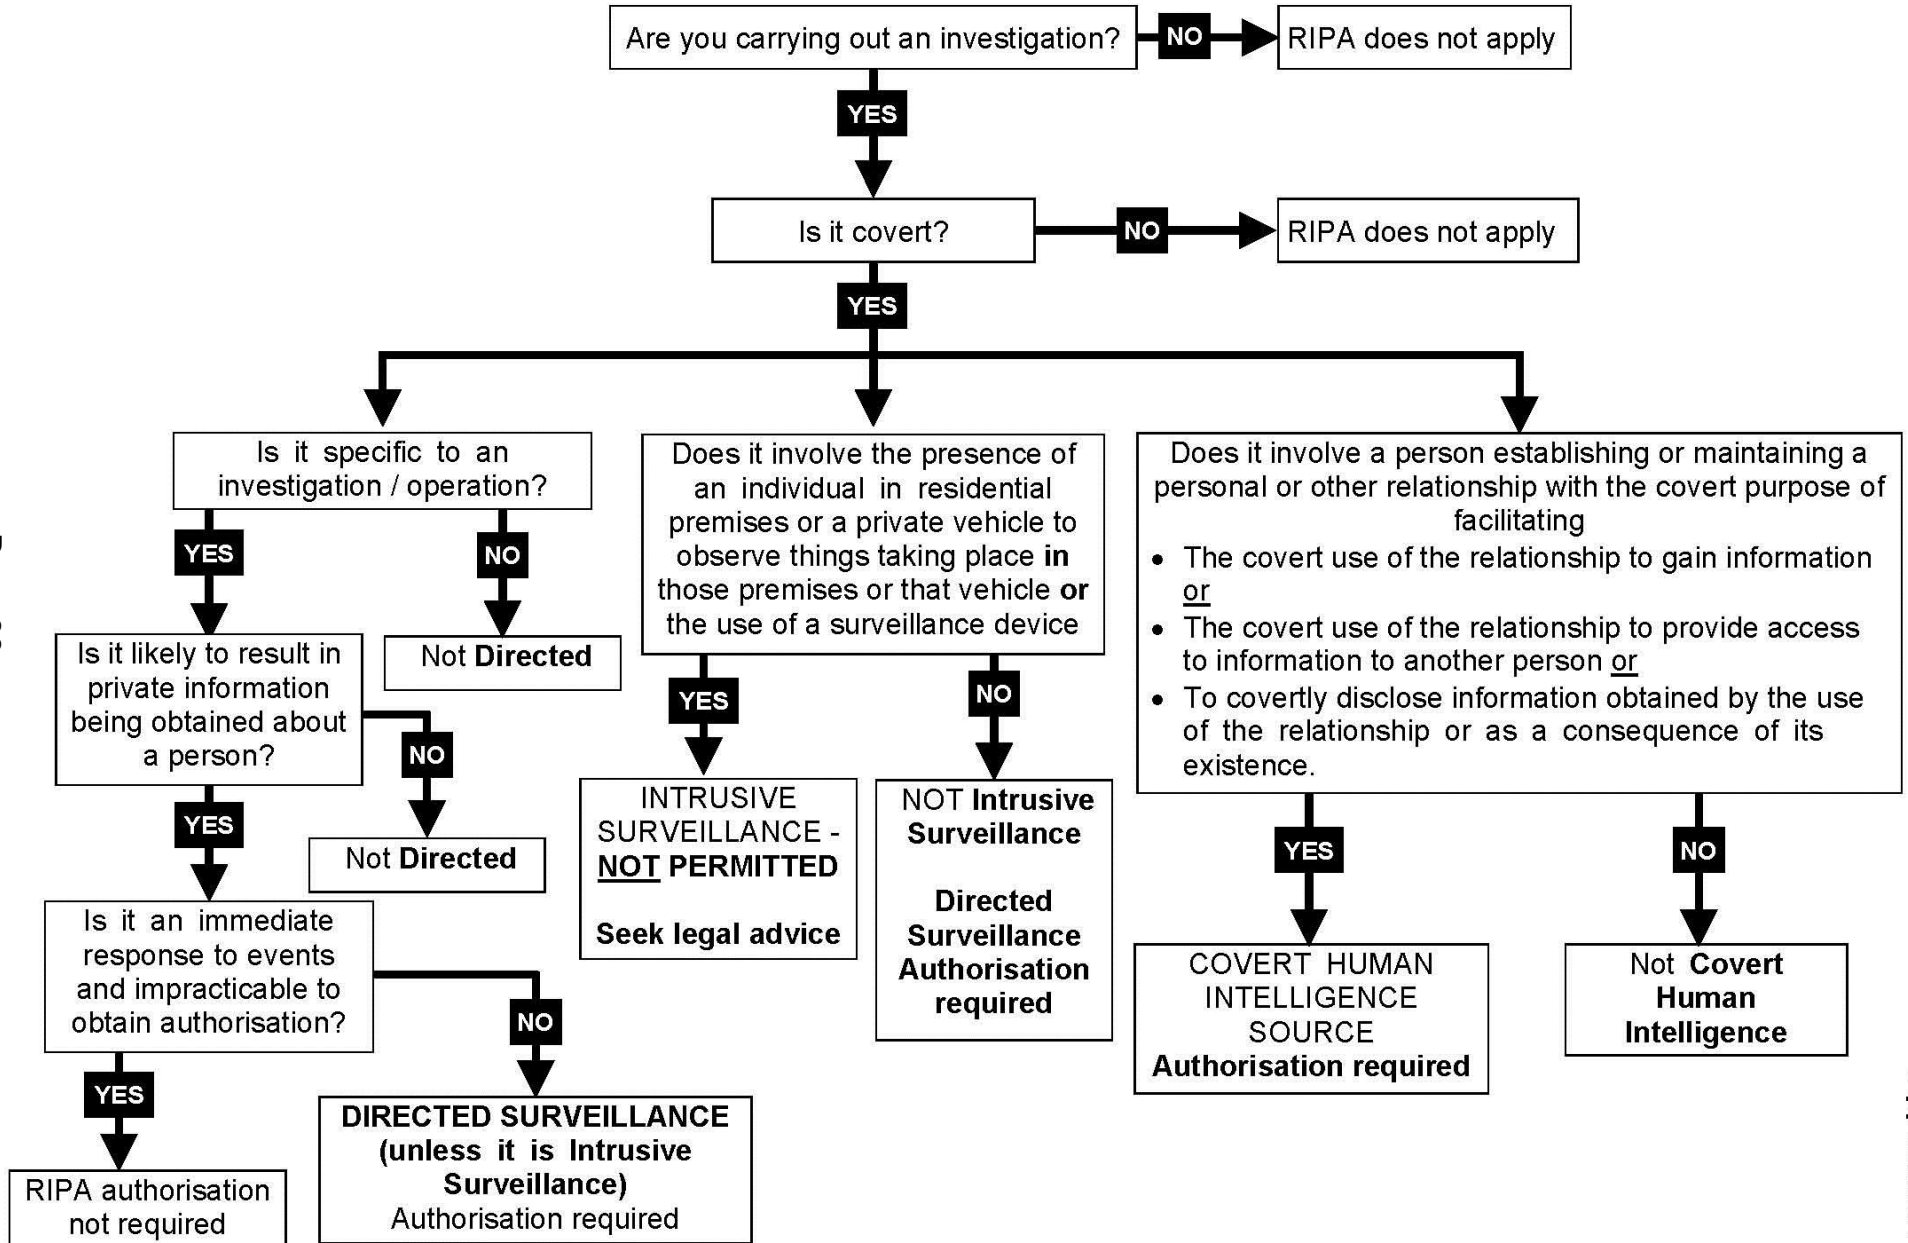 Are you carrying out an investigation?
NO
RIPA does not apply
YES
Is it covert?
NO
RIPA does not apply
YES
Is it specific to an
investigation / operation?
YES
NO
Not Directed
Is it likely to result in
private information
being obtained about
a person?
NO
Not Directed
YES
Is it an immediate
response to events
and impracticable to
obtain authorisation?
NO
YES
RIPA authorisation
not required
DIRECTED SURVEILLANCE
(unless it is Intrusive
Surveillance)
Authorisation required
Does it involve the presence of
an individual in residential
premises or a private vehicle to
observe things taking place in
those premises or that vehicle or
the use of a surveillance device
YES
NO
INTRUSIVE
SURVEILLANCE -
NOT PERMITTED
Seek legal advice
NOT Intrusive
Surveillance
Directed
Surveillance
Authorisation
required
Does it involve a person establishing or maintaining a
personal or other relationship with the covert purpose of
facilitating
• The covert use of the relationship to gain information
or
• The covert use of the relationship to provide access
to information to another person or
• To covertly disclose information obtained by the use
of the relationship or as a consequence of its
existence.
YES
NO
COVERT HUMAN
INTELLIGENCE
SOURCE
Authorisation required
Not Covert
Human
Intelligence